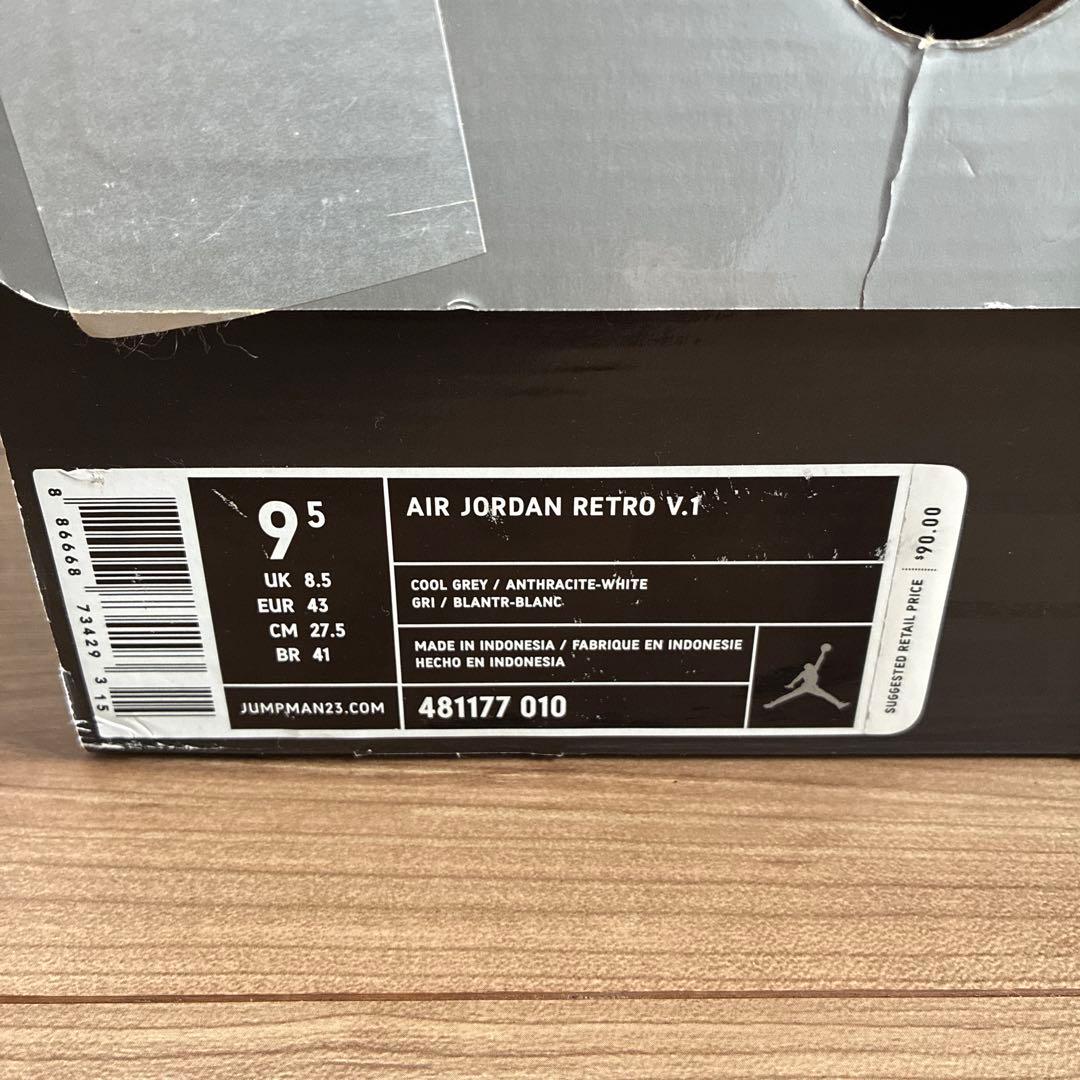 8 86668 73429 3 15
9 5
UK 8.5
EUR 43
CM 27.5
BR 41
JUMPMAN23.COM
AIR JORDAN RETRO V.1
COOL GREY / ANTHRACITE-WHITE
GRI / BLANTR-BLANC
MADE IN INDONESIA / FABRIQUE EN INDONESIE
HECHO EN INDONESIA
481177 010
SUGGESTED RETAIL PRICE $90.00